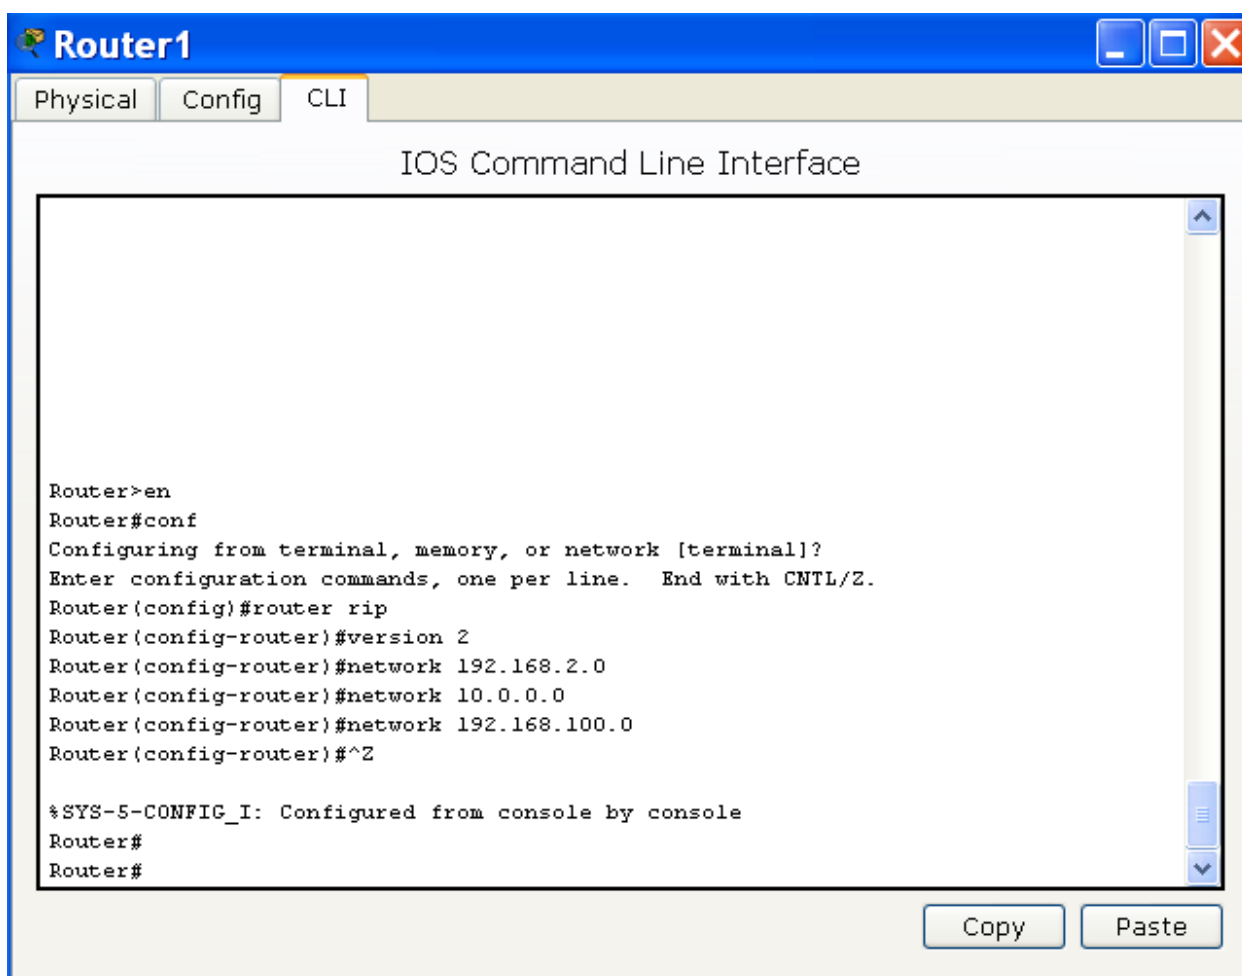 Router1
Physical Config CLI
IOS Command Line Interface
Router>en
Router#conf
Configuring from terminal, memory, or network [terminal]?
Enter configuration commands, one per line.  End with CNTL/Z.
Router(config)#router rip
Router(config-router)#version 2
Router(config-router)#network 192.168.2.0
Router(config-router)#network 10.0.0.0
Router(config-router)#network 192.168.100.0
Router(config-router)#^Z
%SYS-5-CONFIG_I: Configured from console by console
Router#
Router#
Copy Paste